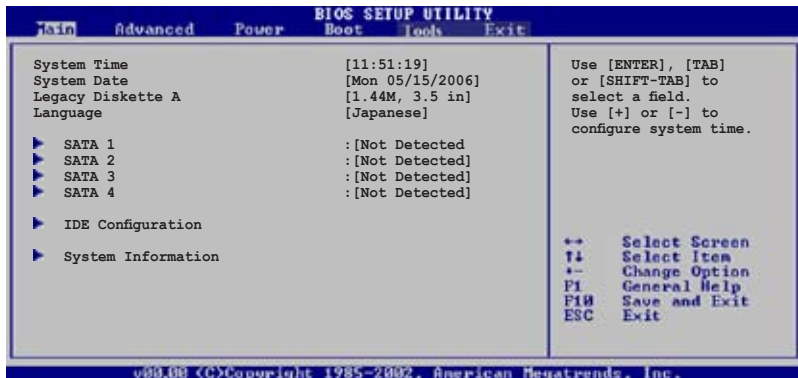 BIOS SETUP UTILITY
Main Advanced Power Boot Tools Exit
System Time [11:51:19]
System Date [Mon 05/15/2006]
Legacy Diskette A [1.44M, 3.5 in]
Language [Japanese]
SATA 1 :[Not Detected
SATA 2 :[Not Detected]
SATA 3 :[Not Detected]
SATA 4 :[Not Detected]
IDE Configuration
System Information
Use [ENTER], [TAB]
or [SHIFT-TAB] to
select a field.
Use [+] or [-] to
configure system time.
←→ Select Screen
↑↓ Select Item
+- Change Option
F1 General Help
F10 Save and Exit
ESC Exit
v00.00 (C)Copyright 1985-2002, American Megatrends, Inc.